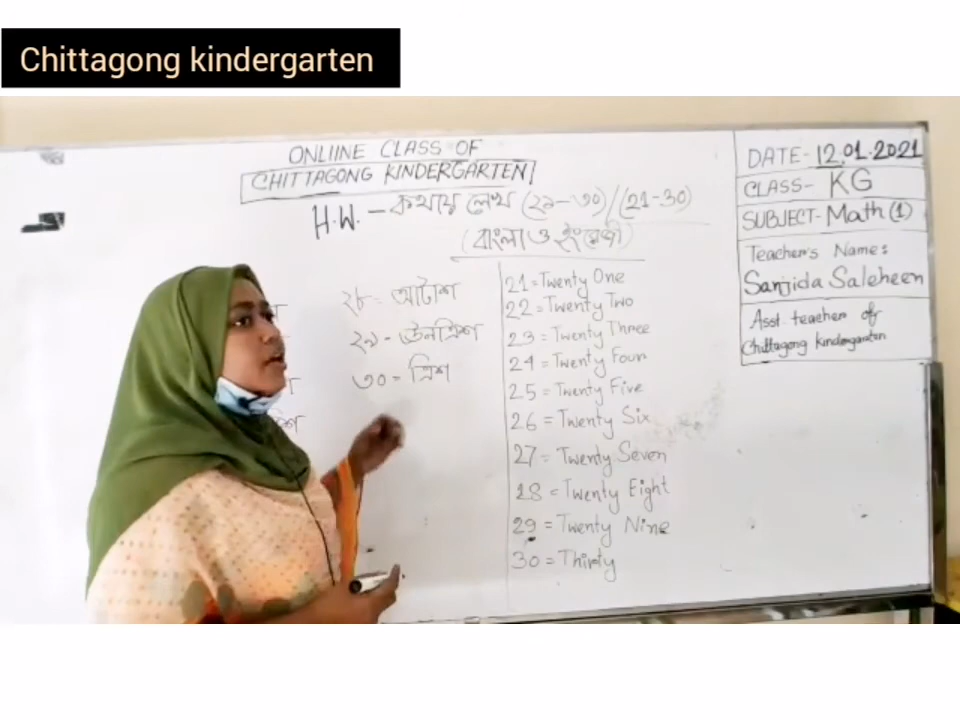 Chittagong kindergarten
ONLIINE CLASS OF
CHITTAGONG KINDERGARTEN
H.W. – কথায় লেখ (২১–৩০)/(21-30)
(বাংলা ও ইংরেজী)
২৮ = আটাশ
২৯ - ঊনত্রিশ
৩০ = ত্রিশ
21 = Twenty One
22 = Twenty Two
23 = Twenty Three
24 = Twenty Four
25 = Twenty Five
26 = Twenty Six
27 = Twenty Seven
28 = Twenty Eight
29 = Twenty Nine
30 = Thirty
DATE- 12.01.2021
CLASS- KG
SUBJECT- Math (1)
Teacher's Name:
Sanjida Saleheen
Asst teacher of
Chittagong kindergarten